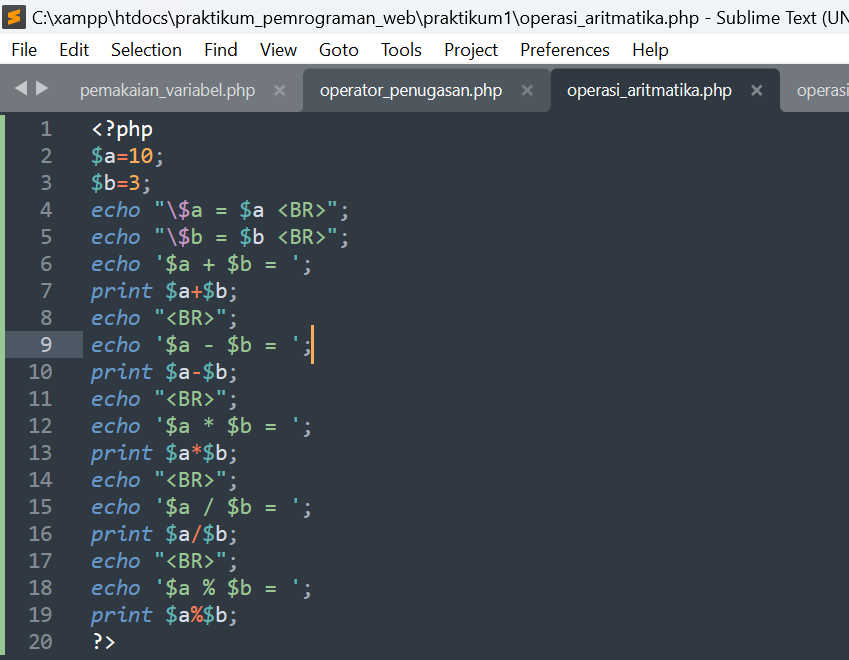 C:\xampp\htdocs\praktikum_pemrograman_web\praktikum1\operasi_aritmatika.php - Sublime Text (UN
File Edit Selection Find View Goto Tools Project Preferences Help
pemakaian_variabel.php × operator_penugasan.php × operasi_aritmatika.php × operasi
1 <?php
2 $a=10;
3 $b=3;
4 echo "\$a = $a <BR>";
5 echo "\$b = $b <BR>";
6 echo '$a + $b = ';
7 print $a+$b;
8 echo "<BR>";
9 echo '$a - $b = ';
10 print $a-$b;
11 echo "<BR>";
12 echo '$a * $b = ';
13 print $a*$b;
14 echo "<BR>";
15 echo '$a / $b = ';
16 print $a/$b;
17 echo "<BR>";
18 echo '$a % $b = ';
19 print $a%$b;
20 ?>